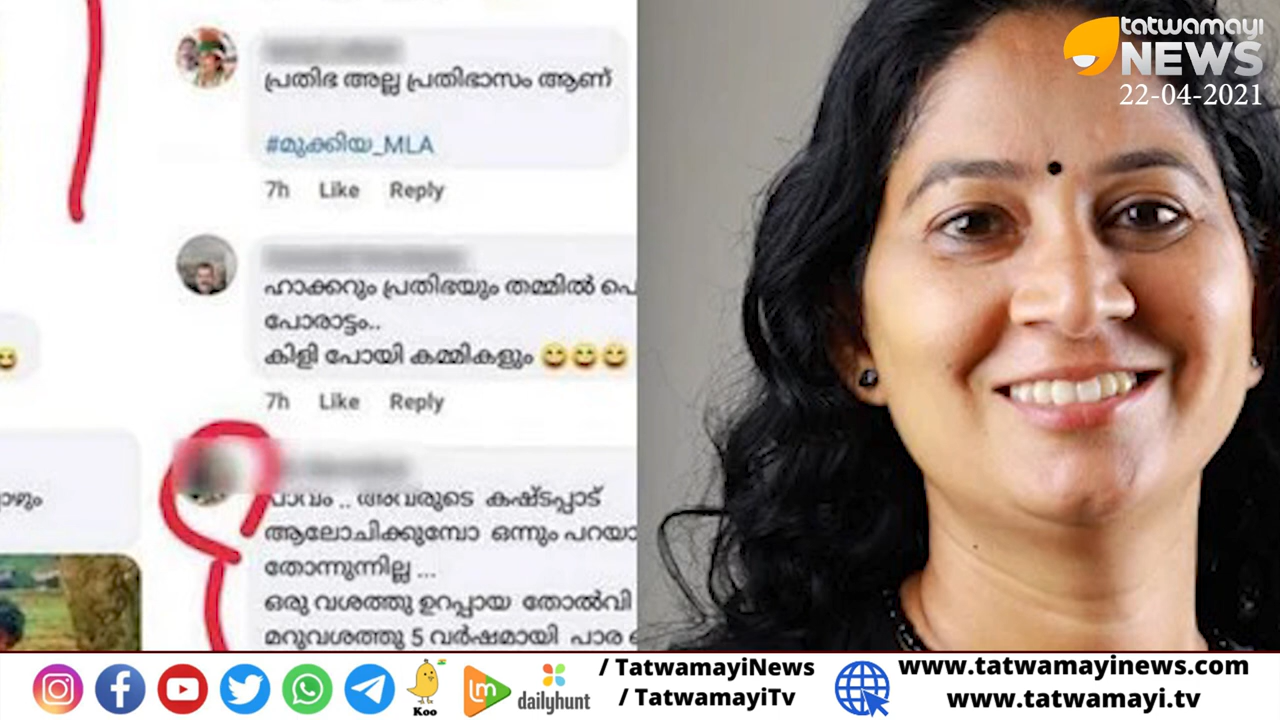 tatwamayi
NEWS
22-04-2021
പ്രതിഭ അല്ല പ്രതിഭാസം ആണ്
#മുക്കിയ_MLA
7h Like Reply
ഹാക്കറും പ്രതിഭയും തമ്മിൽ
പോരാട്ടം..
കിളി പോയി കമ്മികളും 😄😄😄
7h Like Reply
പാവം .. അവരുടെ കഷ്ടപ്പാട്
ആലോചിക്കുമ്പോ ഒന്നും
തോന്നുന്നില്ല ...
ഒരു വശത്തു ഉറപ്പായ തോൽവി
മറുവശത്തു 5 വർഷമായി പാര
Koo
dailyhunt
/ TatwamayiNews
/ TatwamayiTv
www.tatwamayinews.com
www.tatwamayi.tv